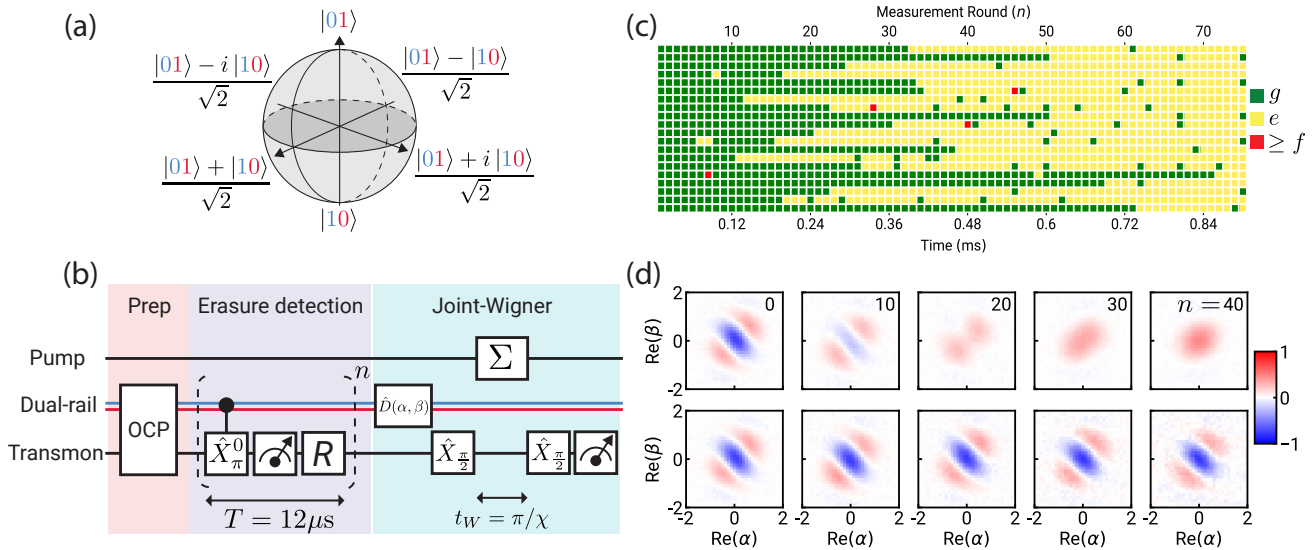 (a)
|01⟩
|01⟩ − i |10⟩
√2
|01⟩ − |10⟩
√2
|01⟩ + |10⟩
√2
|01⟩ + i |10⟩
√2
|10⟩
(b)
Prep
Erasure detection
Joint-Wigner
Pump
Σ
n
Dual-rail
OCP
D̂(α, β)
Transmon
X̂⁰_π
R
X̂_{π/2}
X̂_{π/2}
T = 12μs
t_W = π/χ
(c)
Measurement Round (n)
10 20 30 40 50 60 70
g
e
≥ f
0.12 0.24 0.36 0.48 0.6 0.72 0.84
Time (ms)
(d)
2
0
-2
Re(β)
0
10
20
30
n = 40
2
0
-2
Re(β)
-2 0 2
-2 0 2
-2 0 2
-2 0 2
-2 0 2
Re(α)
Re(α)
Re(α)
Re(α)
Re(α)
1
0
-1